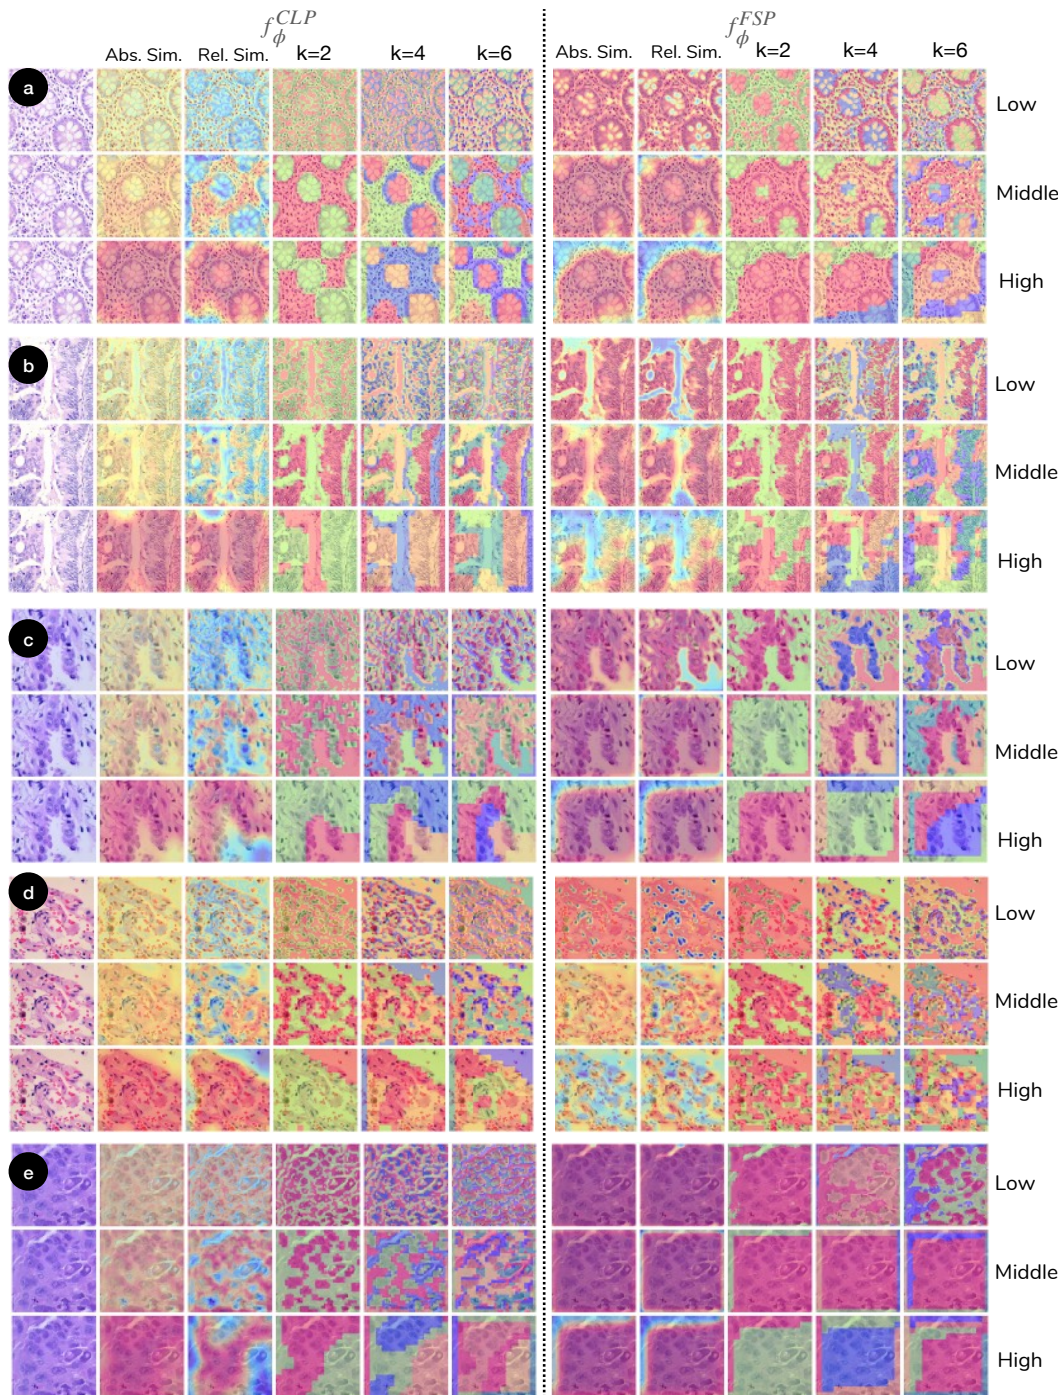 f_ϕ^{CLP} f_ϕ^{FSP}
Abs. Sim. Rel. Sim. k=2 k=4 k=6 Abs. Sim. Rel. Sim. k=2 k=4 k=6
a Low
Middle
High
b Low
Middle
High
c Low
Middle
High
d Low
Middle
High
e Low
Middle
High